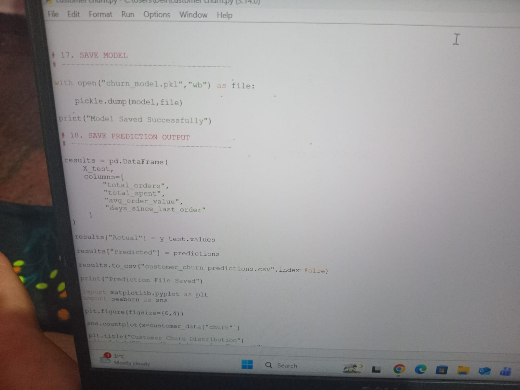 File Edit Format Run Options Window Help
# 17. SAVE MODEL
with open("churn_model.pkl","wb") as file:
pickle.dump(model,file)
print("Model Saved Successfully")
# 18. SAVE PREDICTION OUTPUT
results = pd.DataFrame(
X_test,
columns=[
"total_orders",
"total_spent",
"avg_order_value",
"days_since_last_order"
]
)
results["Actual"] = y_test.values
results["Predicted"] = predictions
results.to_csv("customer_churn_predictions.csv",index=False)
print("Prediction File Saved")
import matplotlib.pyplot as plt
import seaborn as sns
plt.figure(figsize=(6,4))
sns.countplot(x=customer_data["churn"])
plt.title("Customer Churn Distribution")
Mostly cloudy
Search